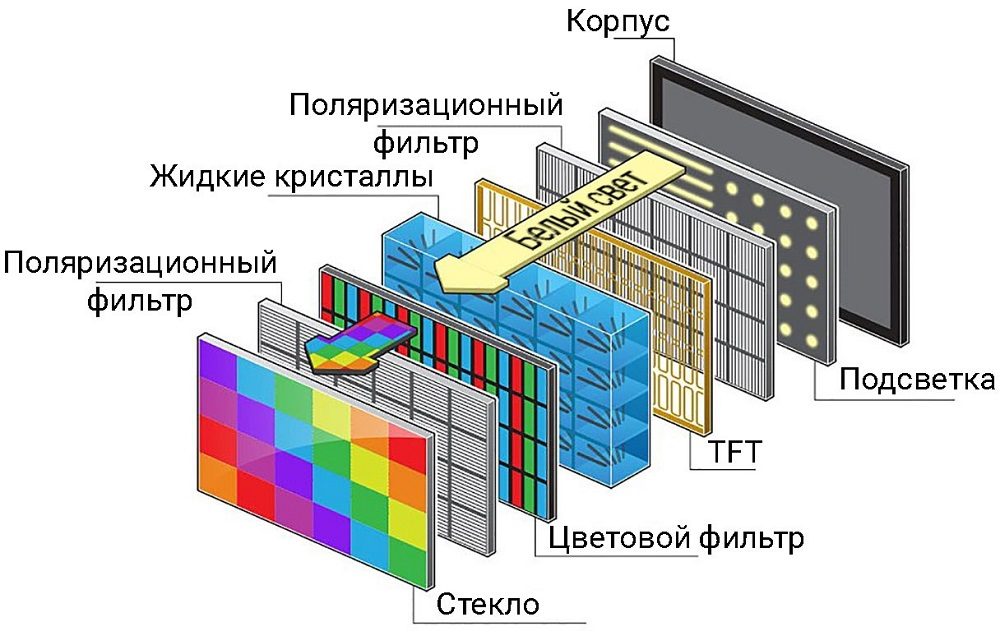 Корпус
Поляризационный
фильтр
Жидкие кристаллы
Белый свет
Поляризационный
фильтр
Подсветка
TFT
Цветовой фильтр
Стекло